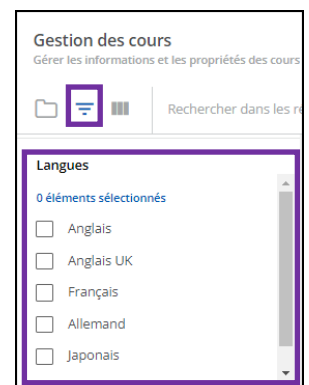 Gestion des cours
Gérer les informations et les propriétés des cours
Rechercher dans les
Langues
0 éléments sélectionnés
Anglais
Anglais UK
Français
Allemand
Japonais